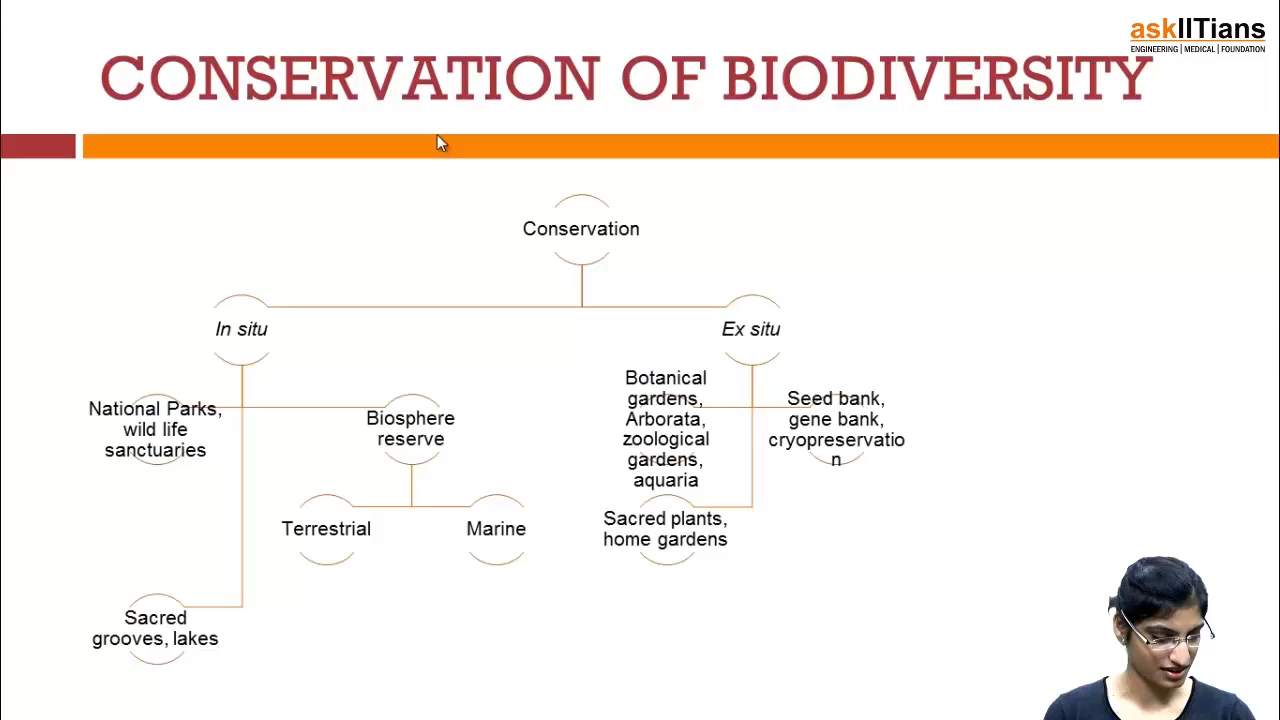 askIITians
ENGINEERING | MEDICAL | FOUNDATION
CONSERVATION OF BIODIVERSITY
Conservation
In situ
Ex situ
National Parks,
wild life
sanctuaries
Biosphere
reserve
Botanical
gardens,
Arborata,
zoological
gardens,
aquaria
Seed bank,
gene bank,
cryopreservatio
n
Terrestrial
Marine
Sacred plants,
home gardens
Sacred
grooves, lakes